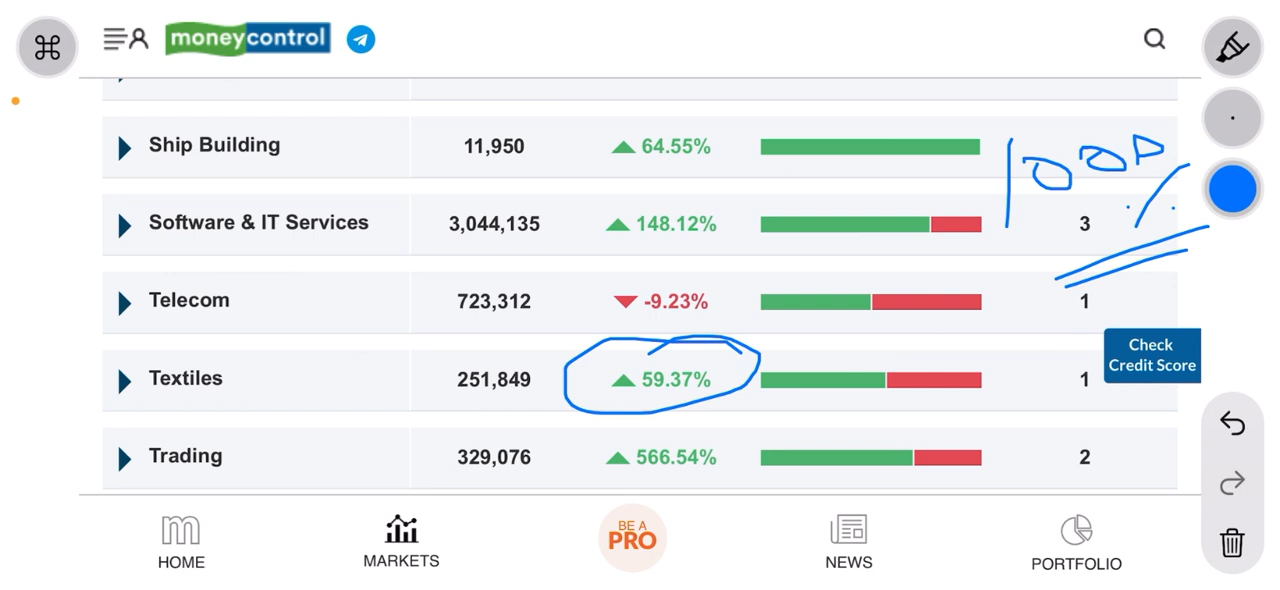 moneycontrol
Ship Building 11,950 64.55%
1000 %
Software & IT Services 3,044,135 148.12% 3
Telecom 723,312 -9.23% 1
Check
Credit Score
Textiles 251,849 59.37% 1
Trading 329,076 566.54% 2
HOME MARKETS BE A PRO NEWS PORTFOLIO